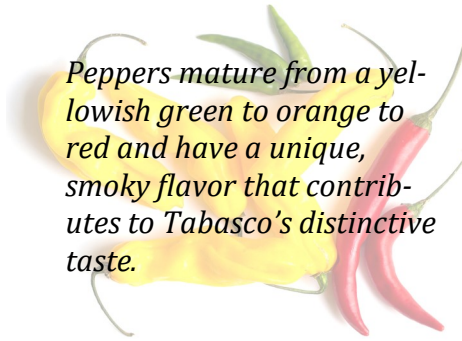 Peppers mature from a yel-
lowish green to orange to
red and have a unique,
smoky flavor that contrib-
utes to Tabasco’s distinctive
taste.